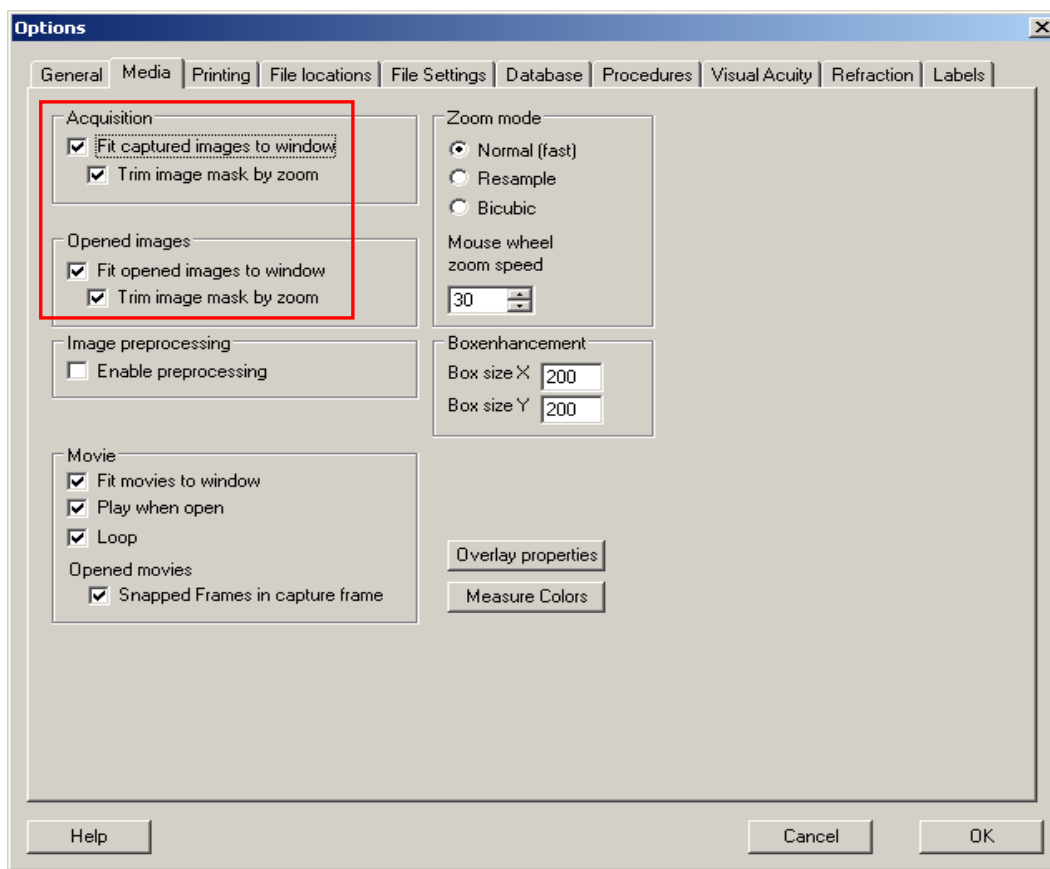 Options
General Media Printing File locations File Settings Database Procedures Visual Acuity Refraction Labels
Acquisition
Fit captured images to window
Trim image mask by zoom
Opened images
Fit opened images to window
Trim image mask by zoom
Image preprocessing
Enable preprocessing
Movie
Fit movies to window
Play when open
Loop
Opened movies
Snapped Frames in capture frame
Zoom mode
Normal (fast)
Resample
Bicubic
Mouse wheel
zoom speed
30
Boxenhancement
Box size X 200
Box size Y 200
Overlay properties
Measure Colors
Help Cancel OK